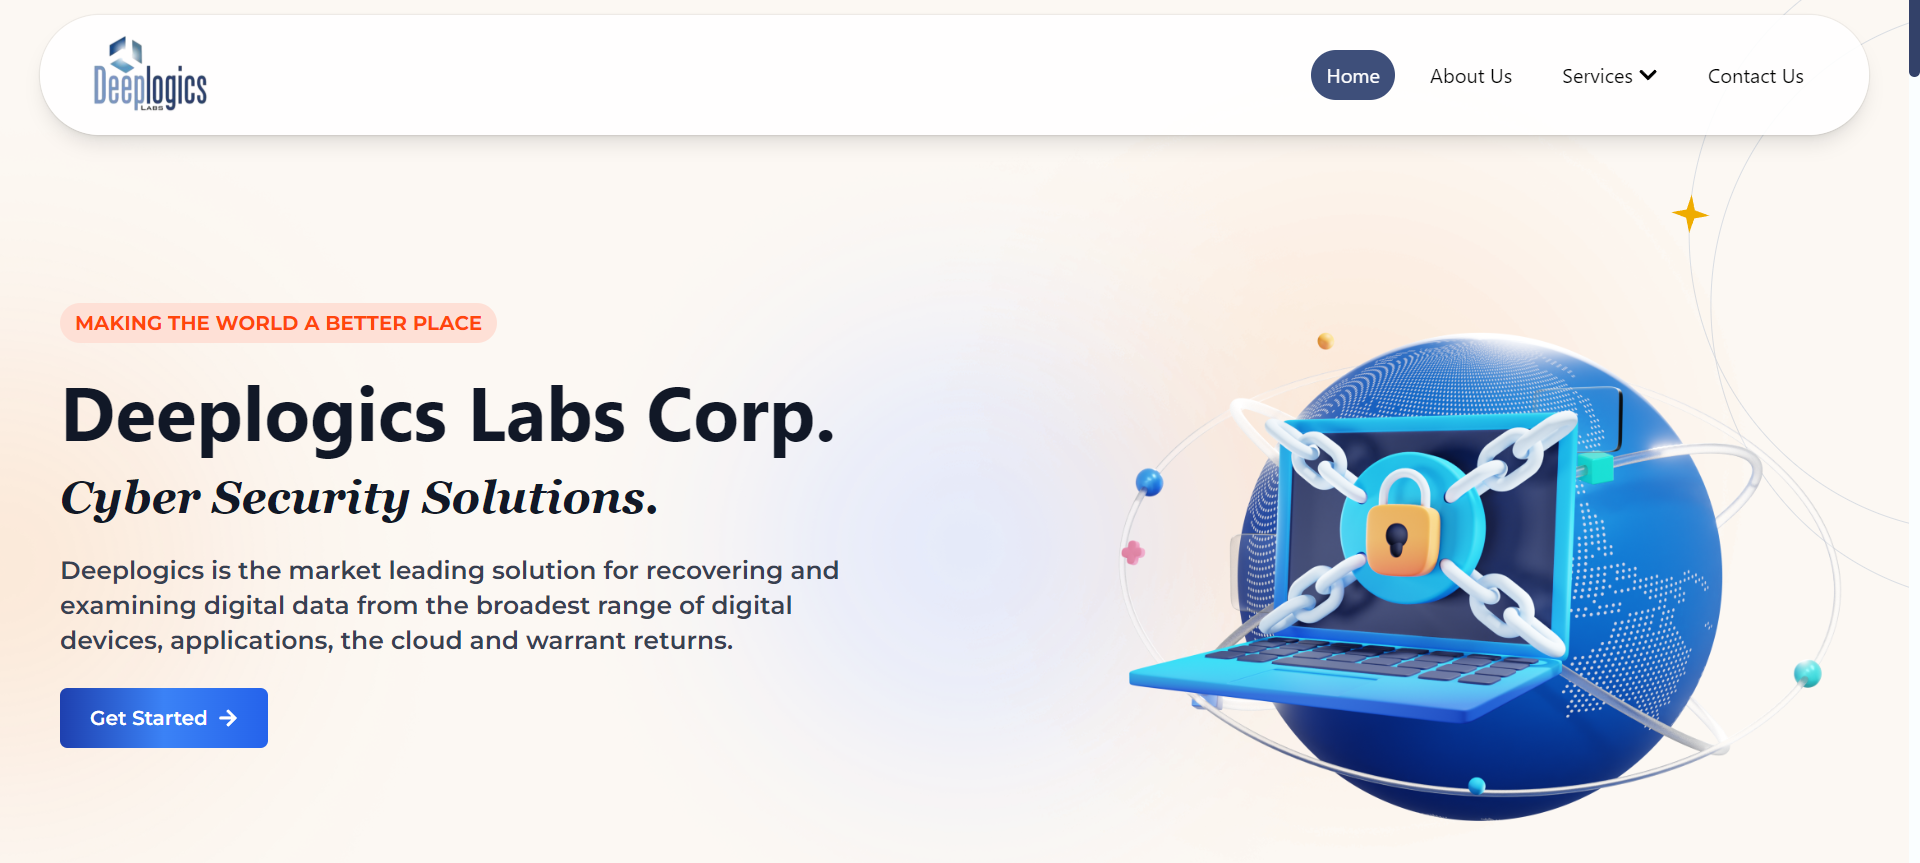 Deeplogics
LABS
Home
About Us
Services
Contact Us
MAKING THE WORLD A BETTER PLACE
Deeplogics Labs Corp.
Cyber Security Solutions.
Deeplogics is the market leading solution for recovering and
examining digital data from the broadest range of digital
devices, applications, the cloud and warrant returns.
Get Started